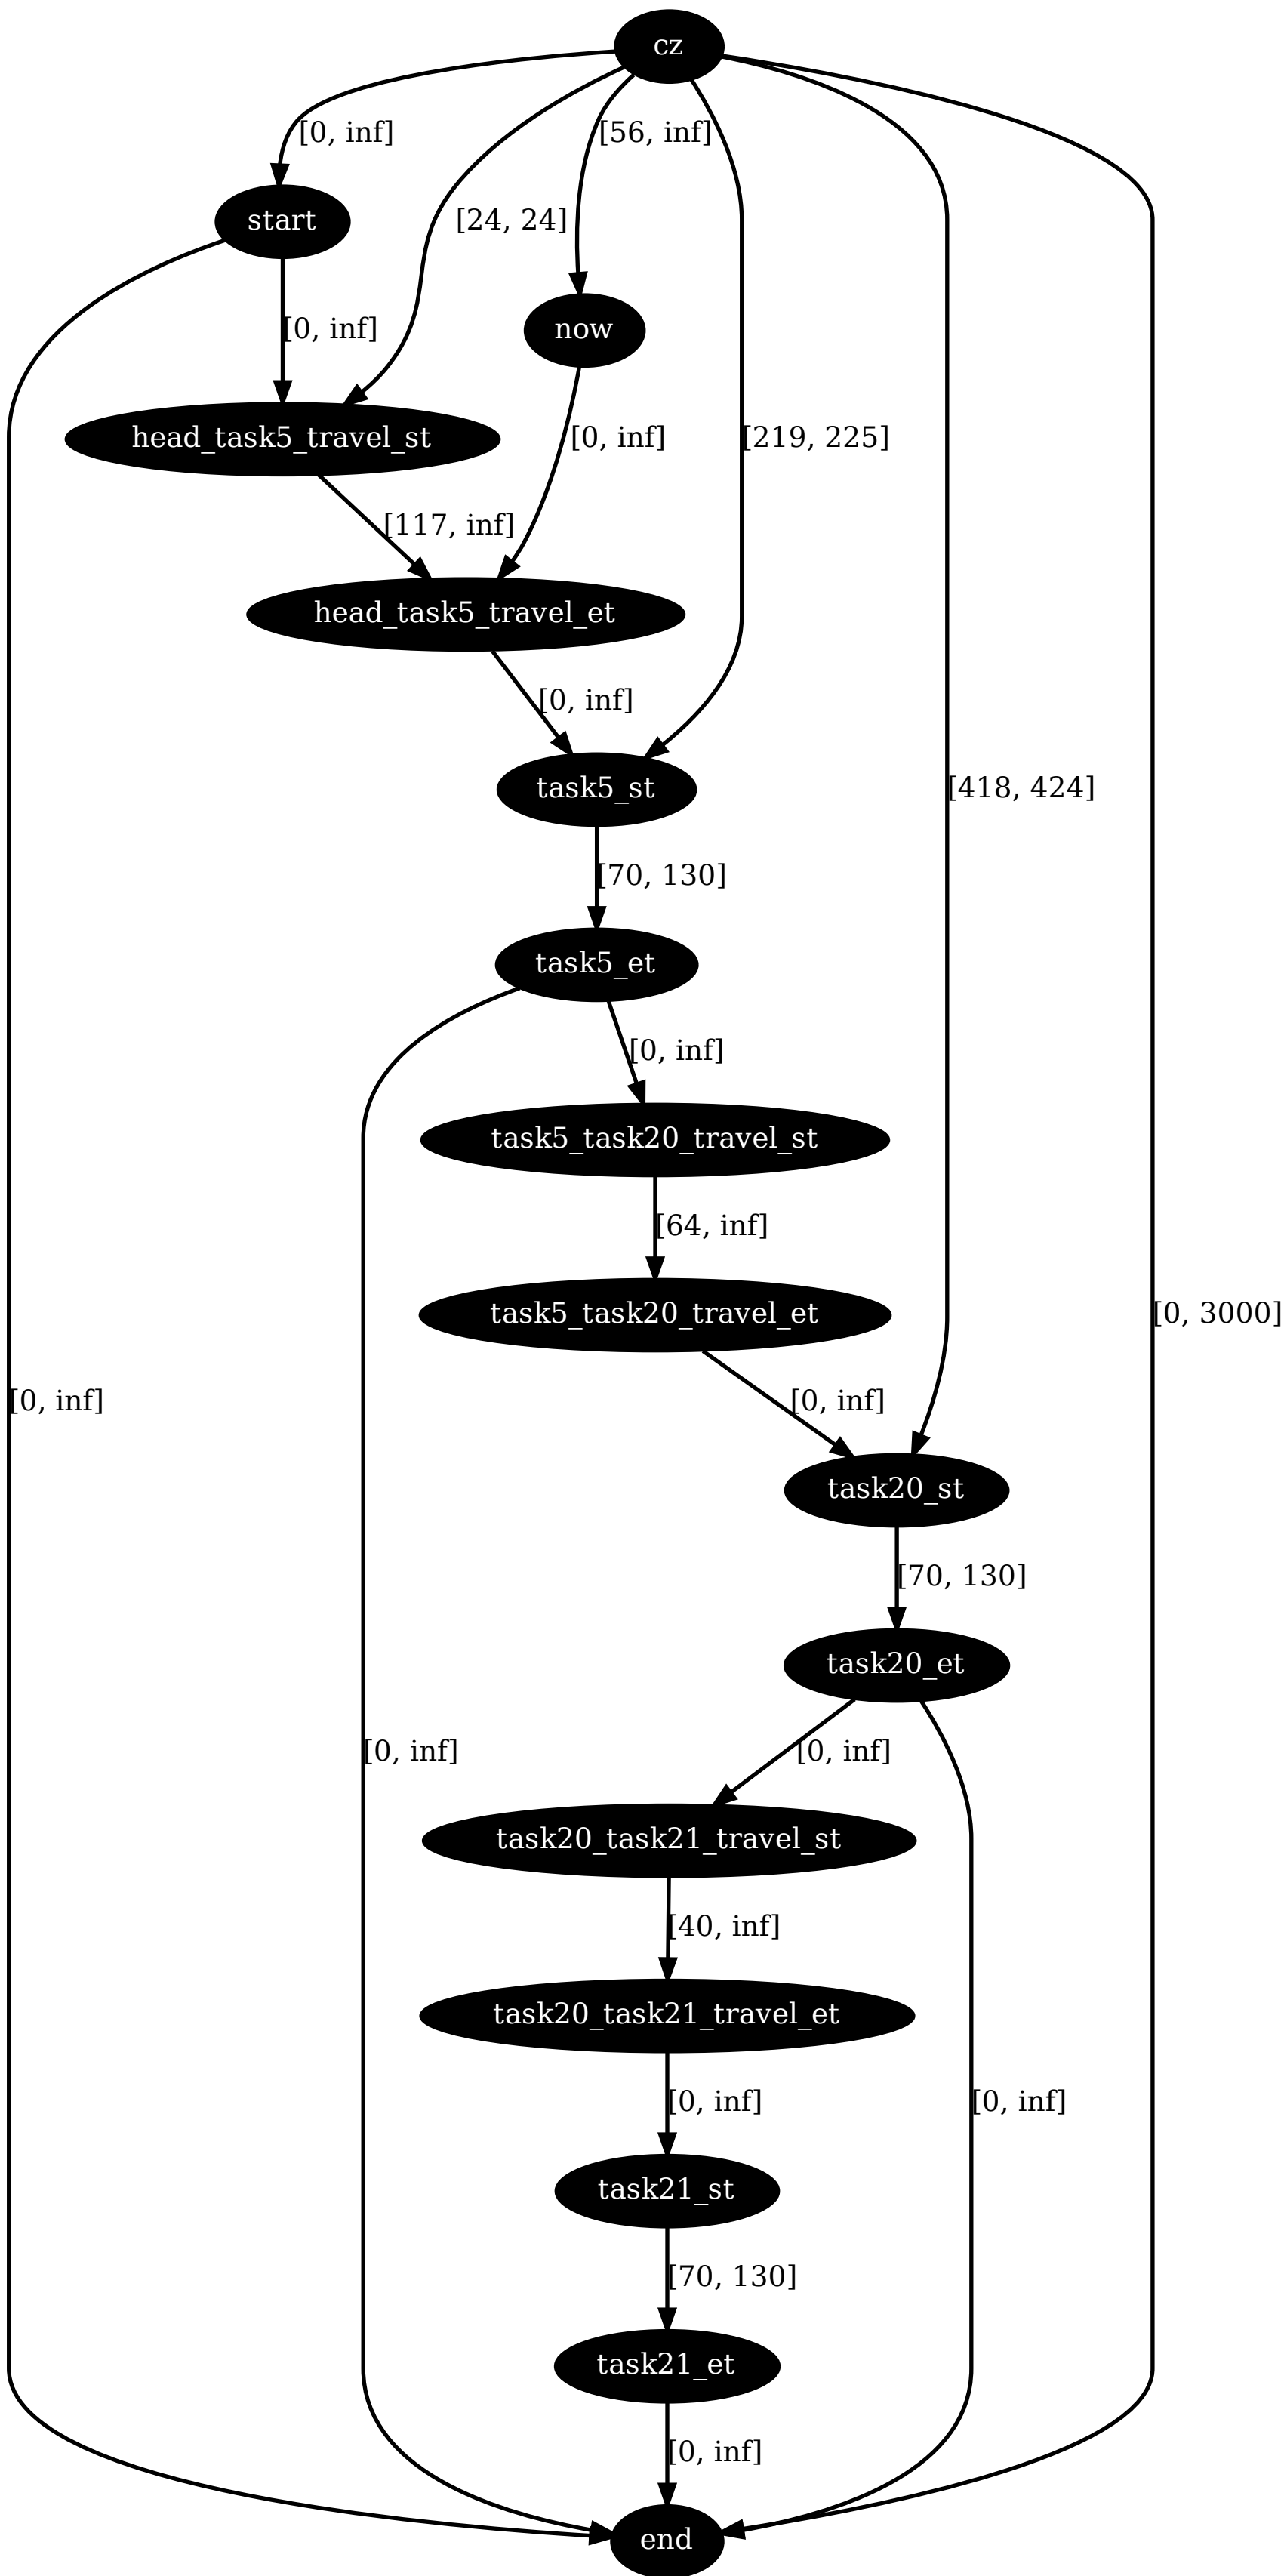 cz
[0, inf]
[56, inf]
start
[24, 24]
now
[0, inf]
head_task5_travel_st
[0, inf]
[219, 225]
[117, inf]
head_task5_travel_et
[0, inf]
task5_st
[418, 424]
[70, 130]
task5_et
[0, inf]
task5_task20_travel_st
[64, inf]
task5_task20_travel_et
[0, 3000]
[0, inf]
[0, inf]
task20_st
[70, 130]
task20_et
[0, inf]
[0, inf]
task20_task21_travel_st
[40, inf]
task20_task21_travel_et
[0, inf]
[0, inf]
task21_st
[70, 130]
task21_et
[0, inf]
end